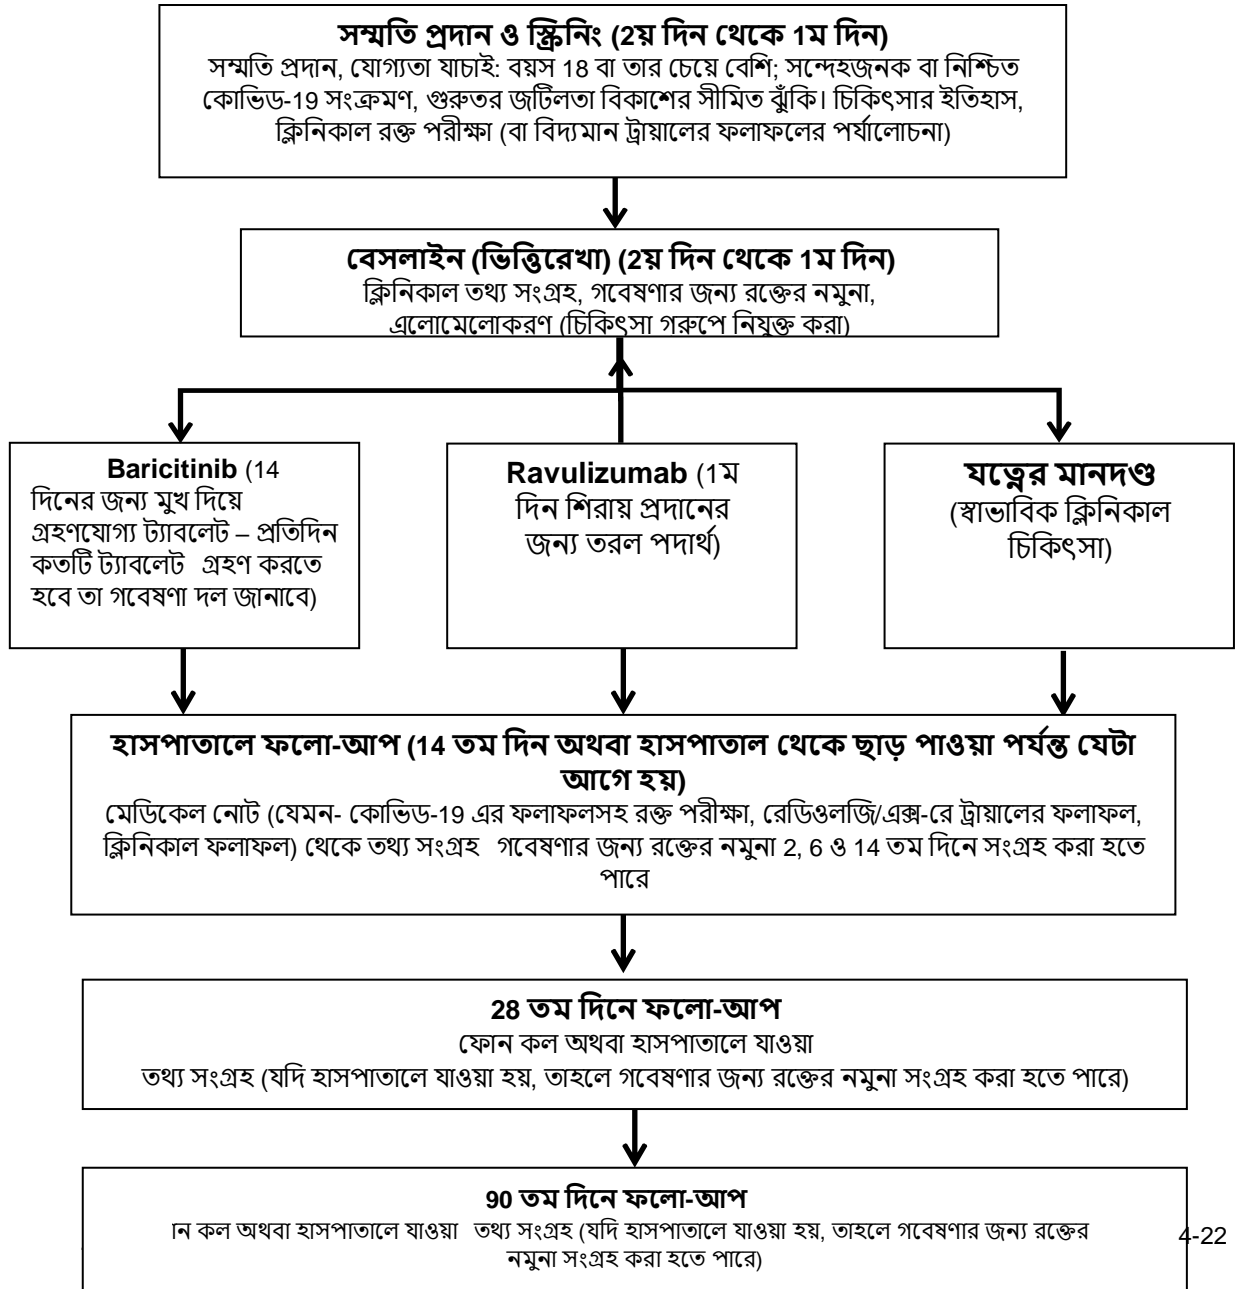 সম্মতি প্রদান ও স্ক্রিনিং (2য় দিন থেকে 1ম দিন)
সম্মতি প্রদান, যোগ্যতা যাচাই: বয়স 18 বা তার চেয়ে বেশি; সন্দেহজনক বা নিশ্চিত
কোভিড-19 সংক্রমণ, গুরুতর জটিলতা বিকাশের সীমিত ঝুঁকি। চিকিৎসার ইতিহাস,
ক্লিনিকাল রক্ত পরীক্ষা (বা বিদ্যমান ট্রায়ালের ফলাফলের পর্যালোচনা)
বেসলাইন (ভিত্তিরেখা) (2য় দিন থেকে 1ম দিন)
ক্লিনিকাল তথ্য সংগ্রহ, গবেষণার জন্য রক্তের নমুনা,
এলোমেলোকরণ (চিকিৎসা গরুপে নিযুক্ত করা)
Baricitinib (14
দিনের জন্য মুখ দিয়ে
গ্রহণযোগ্য ট্যাবলেট – প্রতিদিন
কতটি ট্যাবলেট গ্রহণ করতে
হবে তা গবেষণা দল জানাবে)
Ravulizumab (1ম
দিন শিরায় প্রদানের
জন্য তরল পদার্থ)
যত্নের মানদণ্ড
(স্বাভাবিক ক্লিনিকাল
চিকিৎসা)
হাসপাতালে ফলো-আপ (14 তম দিন অথবা হাসপাতাল থেকে ছাড় পাওয়া পর্যন্ত যেটা
আগে হয়)
মেডিকেল নোট (যেমন- কোভিড-19 এর ফলাফলসহ রক্ত পরীক্ষা, রেডিওলজি/এক্স-রে ট্রায়ালের ফলাফল,
ক্লিনিকাল ফলাফল) থেকে তথ্য সংগ্রহ গবেষণার জন্য রক্তের নমুনা 2, 6 ও 14 তম দিনে সংগ্রহ করা হতে
পারে
28 তম দিনে ফলো-আপ
ফোন কল অথবা হাসপাতালে যাওয়া
তথ্য সংগ্রহ (যদি হাসপাতালে যাওয়া হয়, তাহলে গবেষণার জন্য রক্তের নমুনা সংগ্রহ করা হতে পারে)
90 তম দিনে ফলো-আপ
ান কল অথবা হাসপাতালে যাওয়া তথ্য সংগ্রহ (যদি হাসপাতালে যাওয়া হয়, তাহলে গবেষণার জন্য রক্তের
নমুনা সংগ্রহ করা হতে পারে)
4-22